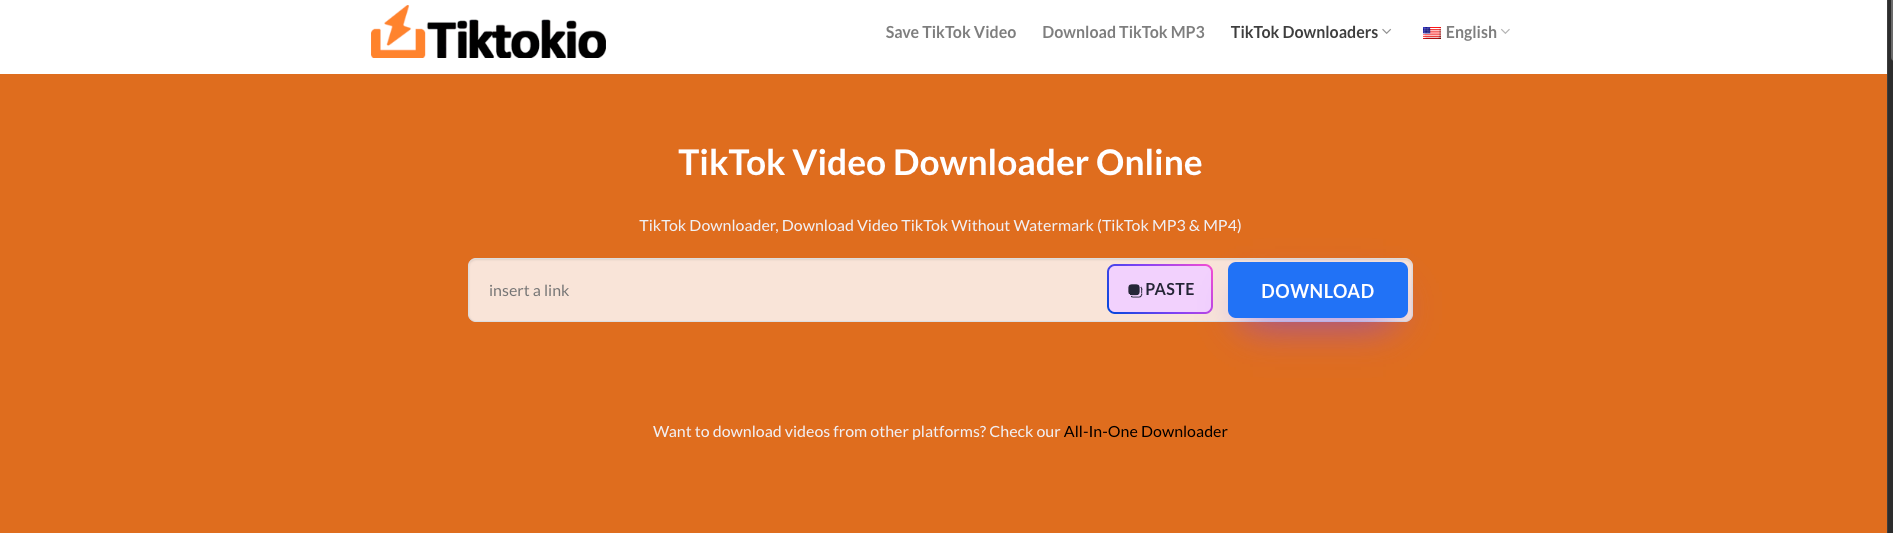 Tiktokio
Save TikTok Video
Download TikTok MP3
TikTok Downloaders
English
TikTok Video Downloader Online
TikTok Downloader, Download Video TikTok Without Watermark (TikTok MP3 & MP4)
insert a link
PASTE
DOWNLOAD
Want to download videos from other platforms? Check our All-In-One Downloader